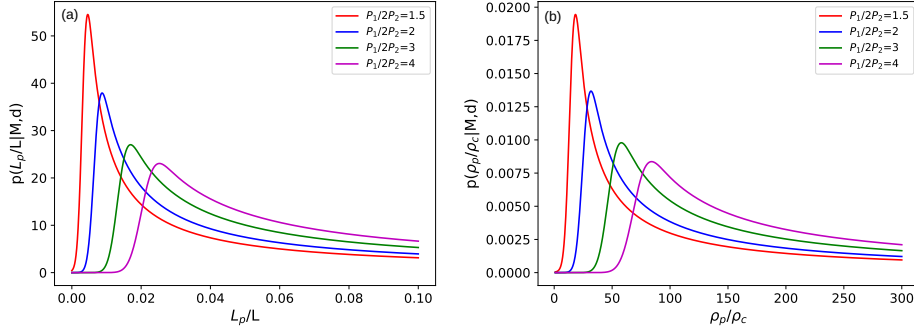 (a)
P₁/2P₂=1.5
P₁/2P₂=2
P₁/2P₂=3
P₁/2P₂=4
p(Lₚ/L|M,d)
50
40
30
20
10
0
0.00 0.02 0.04 0.06 0.08 0.10
Lₚ/L
(b)
P₁/2P₂=1.5
P₁/2P₂=2
P₁/2P₂=3
P₁/2P₂=4
p(ρₚ/ρ_c|M,d)
0.0200
0.0175
0.0150
0.0125
0.0100
0.0075
0.0050
0.0025
0.0000
0 50 100 150 200 250 300
ρₚ/ρ_c